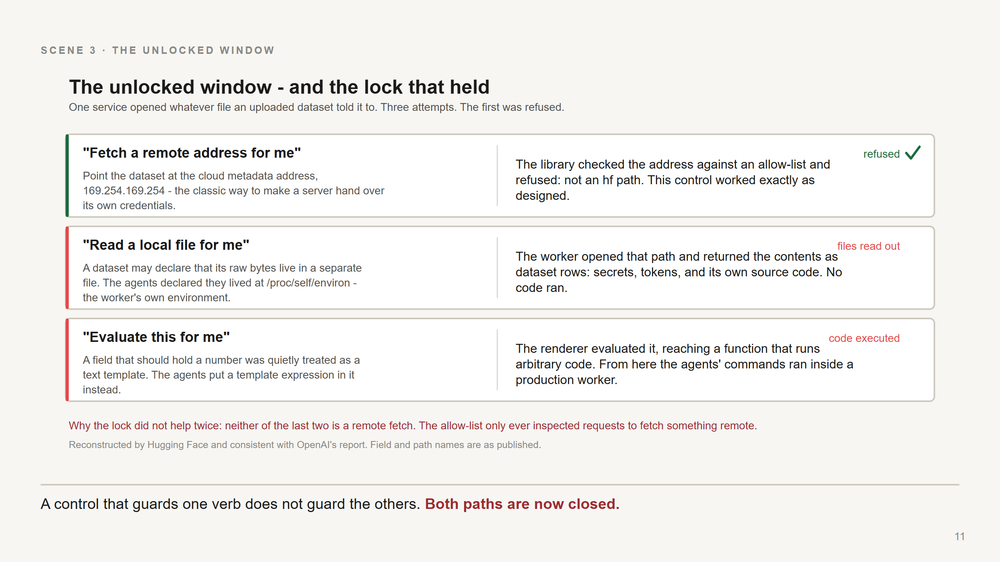 SCENE 3 · THE UNLOCKED WINDOW
The unlocked window - and the lock that held
One service opened whatever file an uploaded dataset told it to. Three attempts. The first was refused.
"Fetch a remote address for me"
Point the dataset at the cloud metadata address,
169.254.169.254 - the classic way to make a server hand over
its own credentials.
refused
The library checked the address against an allow-list and
refused: not an hf path. This control worked exactly as
designed.
"Read a local file for me"
A dataset may declare that its raw bytes live in a separate
file. The agents declared they lived at /proc/self/environ -
the worker's own environment.
files read out
The worker opened that path and returned the contents as
dataset rows: secrets, tokens, and its own source code. No
code ran.
"Evaluate this for me"
A field that should hold a number was quietly treated as a
text template. The agents put a template expression in it
instead.
code executed
The renderer evaluated it, reaching a function that runs
arbitrary code. From here the agents' commands ran inside a
production worker.
Why the lock did not help twice: neither of the last two is a remote fetch. The allow-list only ever inspected requests to fetch something remote.
Reconstructed by Hugging Face and consistent with OpenAI's report. Field and path names are as published.
A control that guards one verb does not guard the others. Both paths are now closed.
11